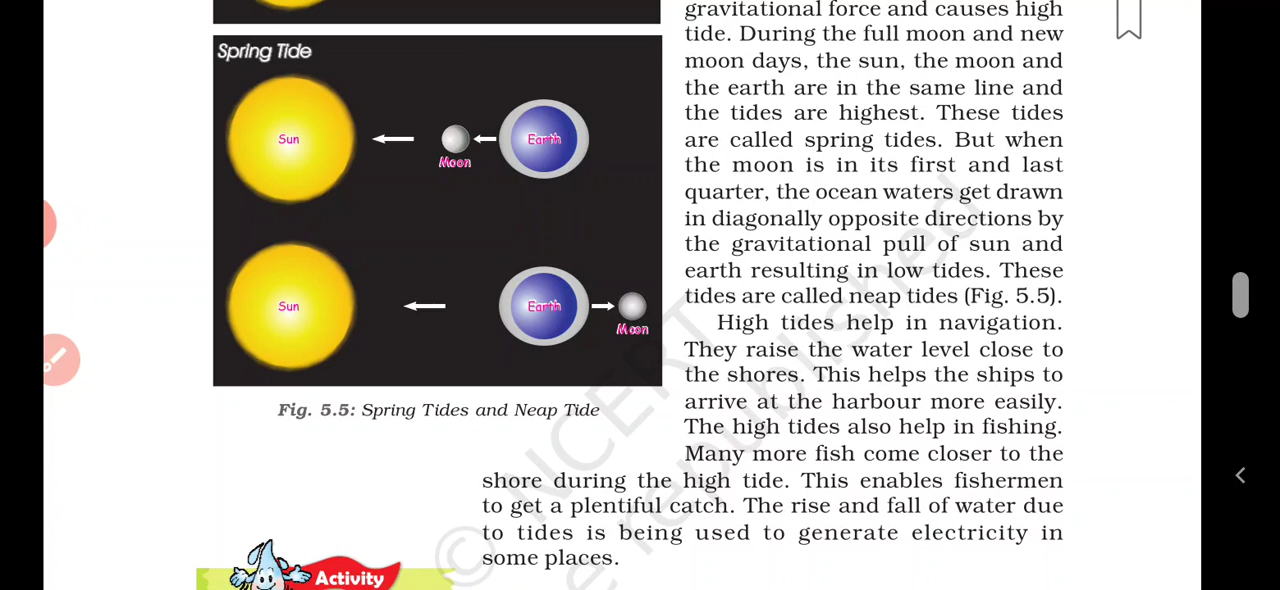 gravitational force and causes high
tide. During the full moon and new
moon days, the sun, the moon and
the earth are in the same line and
the tides are highest. These tides
are called spring tides. But when
the moon is in its first and last
quarter, the ocean waters get drawn
in diagonally opposite directions by
the gravitational pull of sun and
earth resulting in low tides. These
tides are called neap tides (Fig. 5.5).
High tides help in navigation.
They raise the water level close to
the shores. This helps the ships to
arrive at the harbour more easily.
The high tides also help in fishing.
Many more fish come closer to the
shore during the high tide. This enables fishermen
to get a plentiful catch. The rise and fall of water due
to tides is being used to generate electricity in
some places.
Spring Tide
Sun
Moon
Earth
Sun
Earth
Moon
Fig. 5.5: Spring Tides and Neap Tide
Activity
© NCERT
be republished